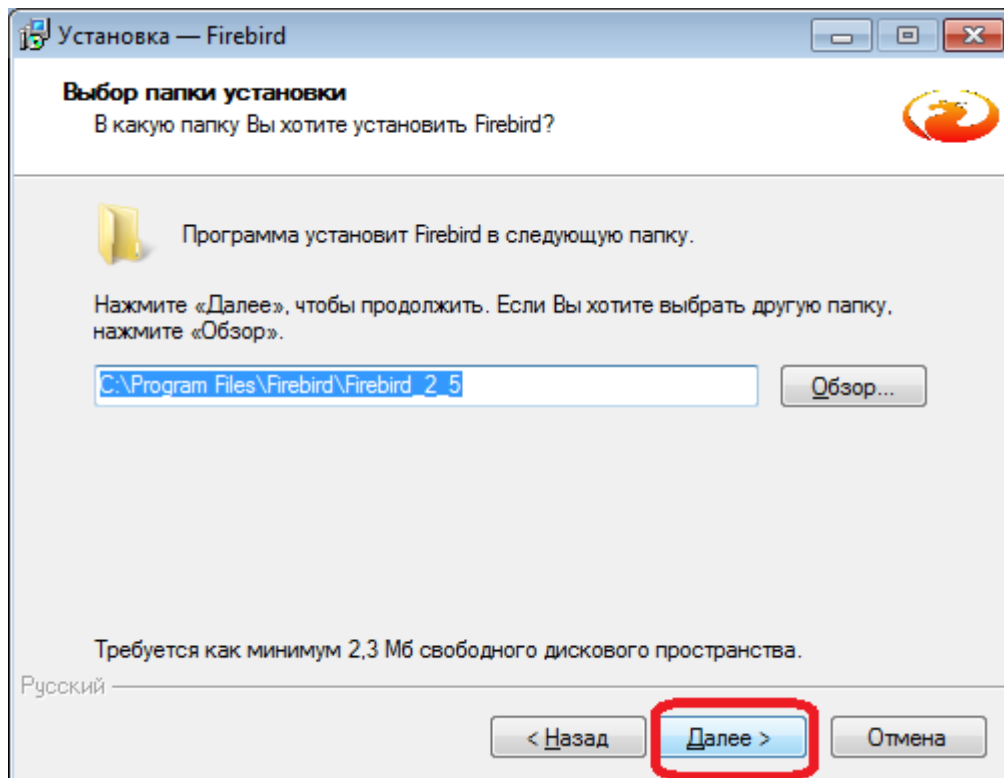 Установка — Firebird
Выбор папки установки
В какую папку Вы хотите установить Firebird?
Программа установит Firebird в следующую папку.
Нажмите «Далее», чтобы продолжить. Если Вы хотите выбрать другую папку,
нажмите «Обзор».
C:\Program Files\Firebird\Firebird_2_5
Обзор...
Требуется как минимум 2,3 Мб свободного дискового пространства.
Русский
< Назад Далее > Отмена